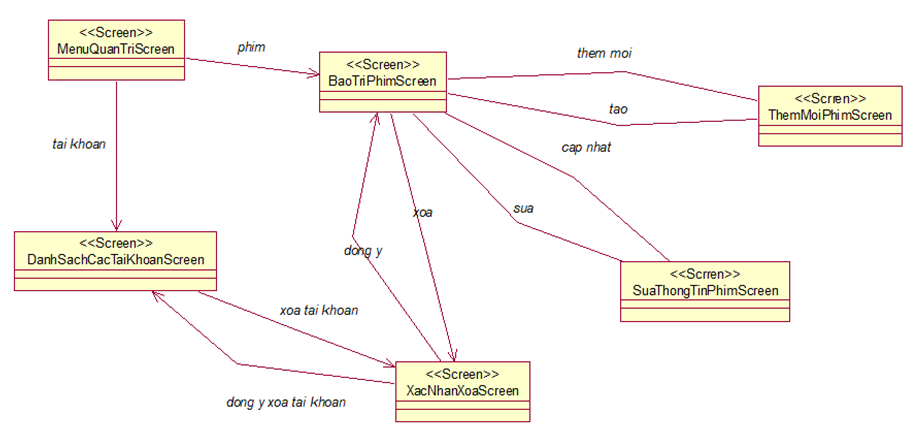 <<Screen>>
MenuQuanTriScreen
phim
<<Screen>>
BaoTriPhimScreen
them moi
<<Scrren>>
ThemMoiPhimScreen
tao
tai khoan
cap nhat
xoa
sua
<<Screen>>
DanhSachCacTaiKhoanScreen
dong y
<<Scrren>>
SuaThongTinPhimScreen
xoa tai khoan
<<Screen>>
XacNhanXoaScreen
dong y xoa tai khoan